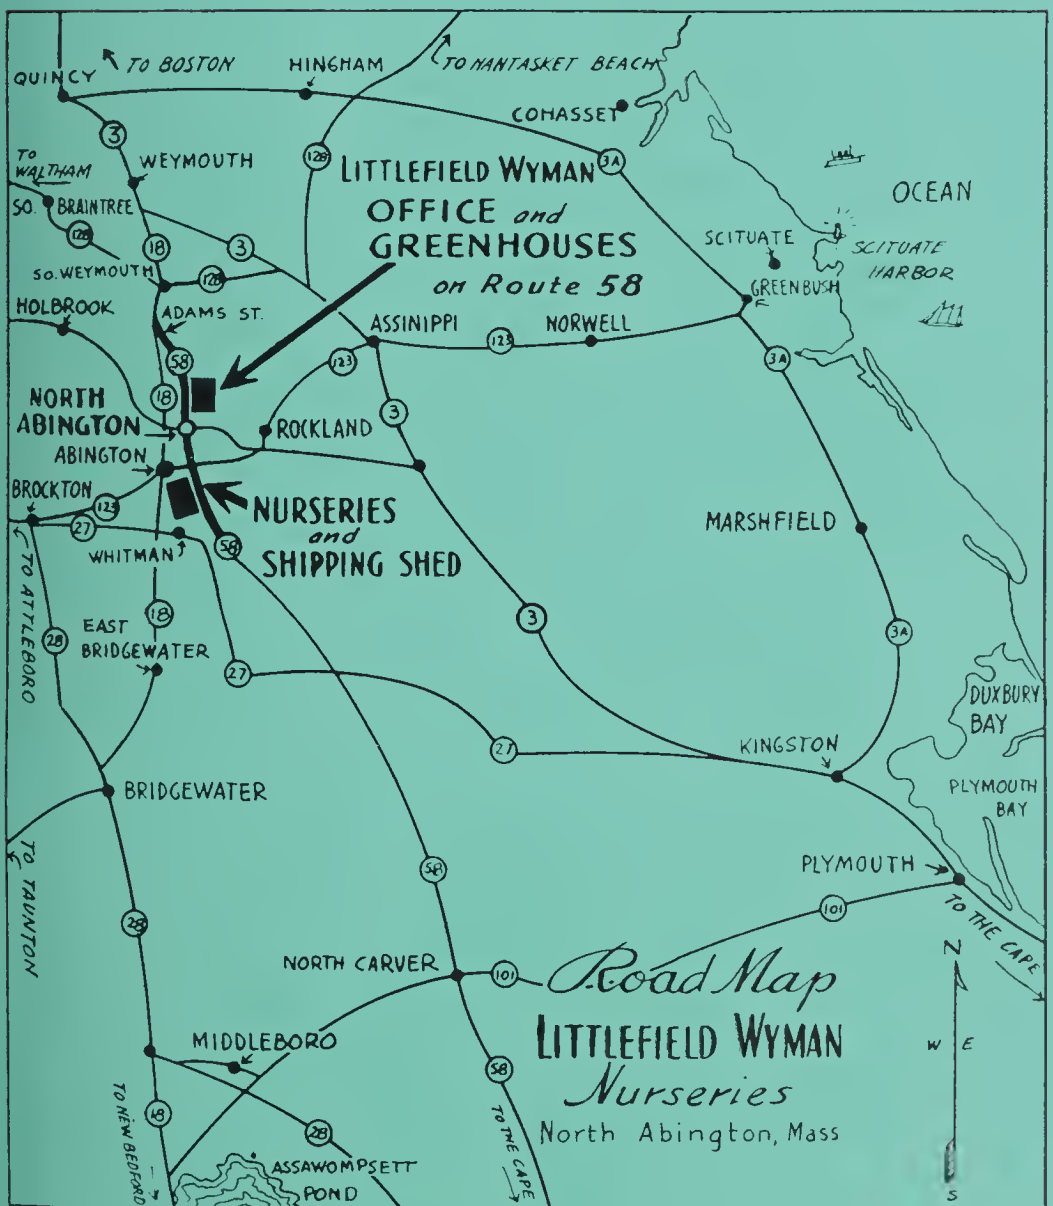 TO BOSTON
HINGHAM
TO NANTASKET BEACH
QUINCY
COHASSET
3
128
3A
TO
WALTHAM
WEYMOUTH
LITTLEFIELD WYMAN
OFFICE and
GREENHOUSES
on Route 58
OCEAN
SO. BRAINTREE
128
18
3
SCITUATE
SCITUATE
HARBOR
SO. WEYMOUTH
128
GREENBUSH
HOLBROOK
ADAMS ST.
ASSINIPPI
NORWELL
123
123
58
3A
18
3
NORTH
ABINGTON
ROCKLAND
ABINGTON
BROCKTON
123
27
NURSERIES
and
SHIPPING SHED
MARSHFIELD
WHITMAN
58
TO ATTLEBORO
18
3
28
EAST
BRIDGEWATER
3A
27
DUXBURY
BAY
27
KINGSTON
BRIDGEWATER
PLYMOUTH
BAY
TO TAUNTON
58
PLYMOUTH
101
TO THE CAPE
28
N
NORTH CARVER
101
Road Map
LITTLEFIELD WYMAN
Nurseries
North Abington, Mass
W E
S
MIDDLEBORO
58
TO NEW BEDFORD
18
28
TO THE CAPE
ASSAWOMPSETT
POND